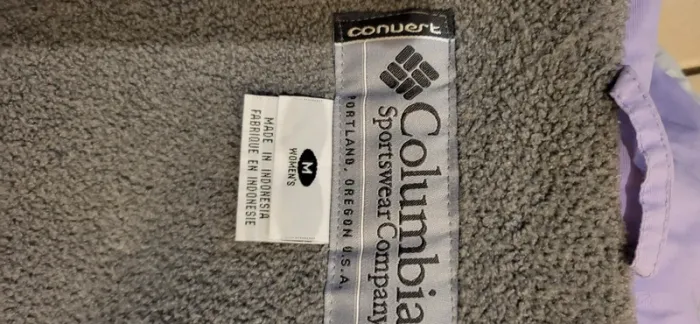 convert
Columbia
Sportswear Company
PORTLAND, OREGON U.S.A.
M
WOMEN'S
MADE IN INDONESIA
FABRIQUE EN INDONESIE